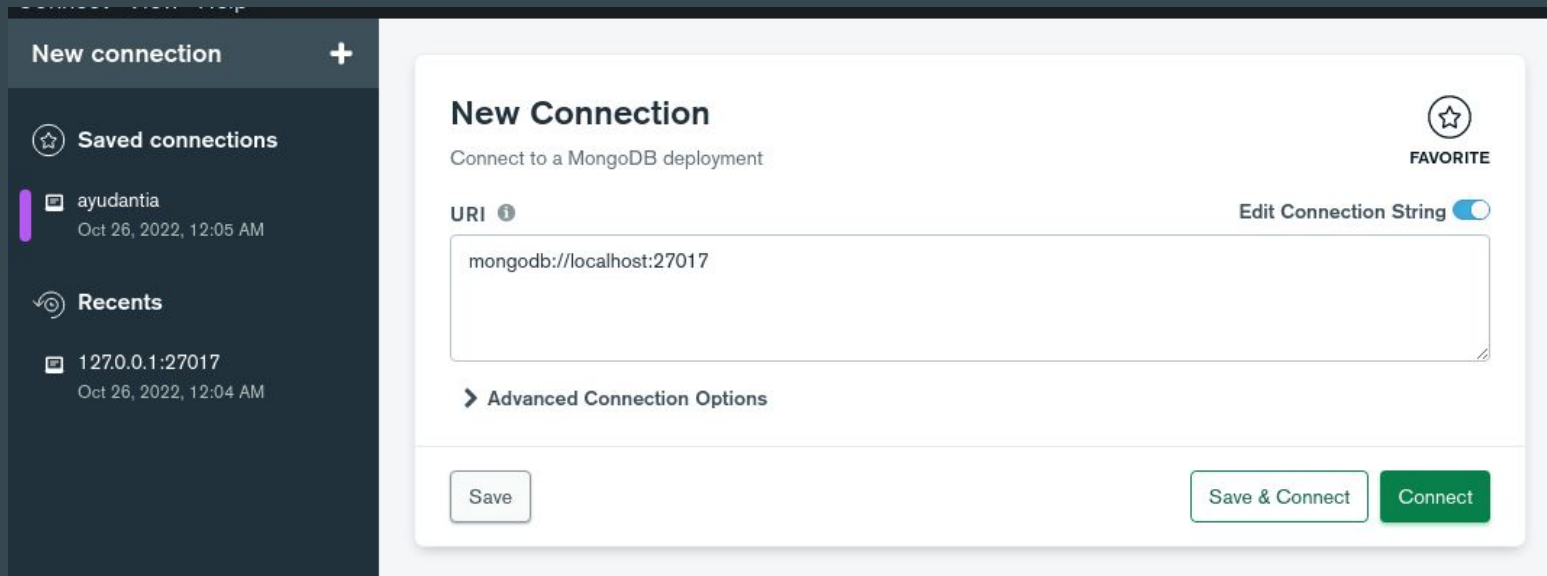 New connection
Saved connections
ayudantia
Oct 26, 2022, 12:05 AM
Recents
127.0.0.1:27017
Oct 26, 2022, 12:04 AM
New Connection
Connect to a MongoDB deployment
FAVORITE
URI
Edit Connection String
mongodb://localhost:27017
Advanced Connection Options
Save
Save & Connect
Connect